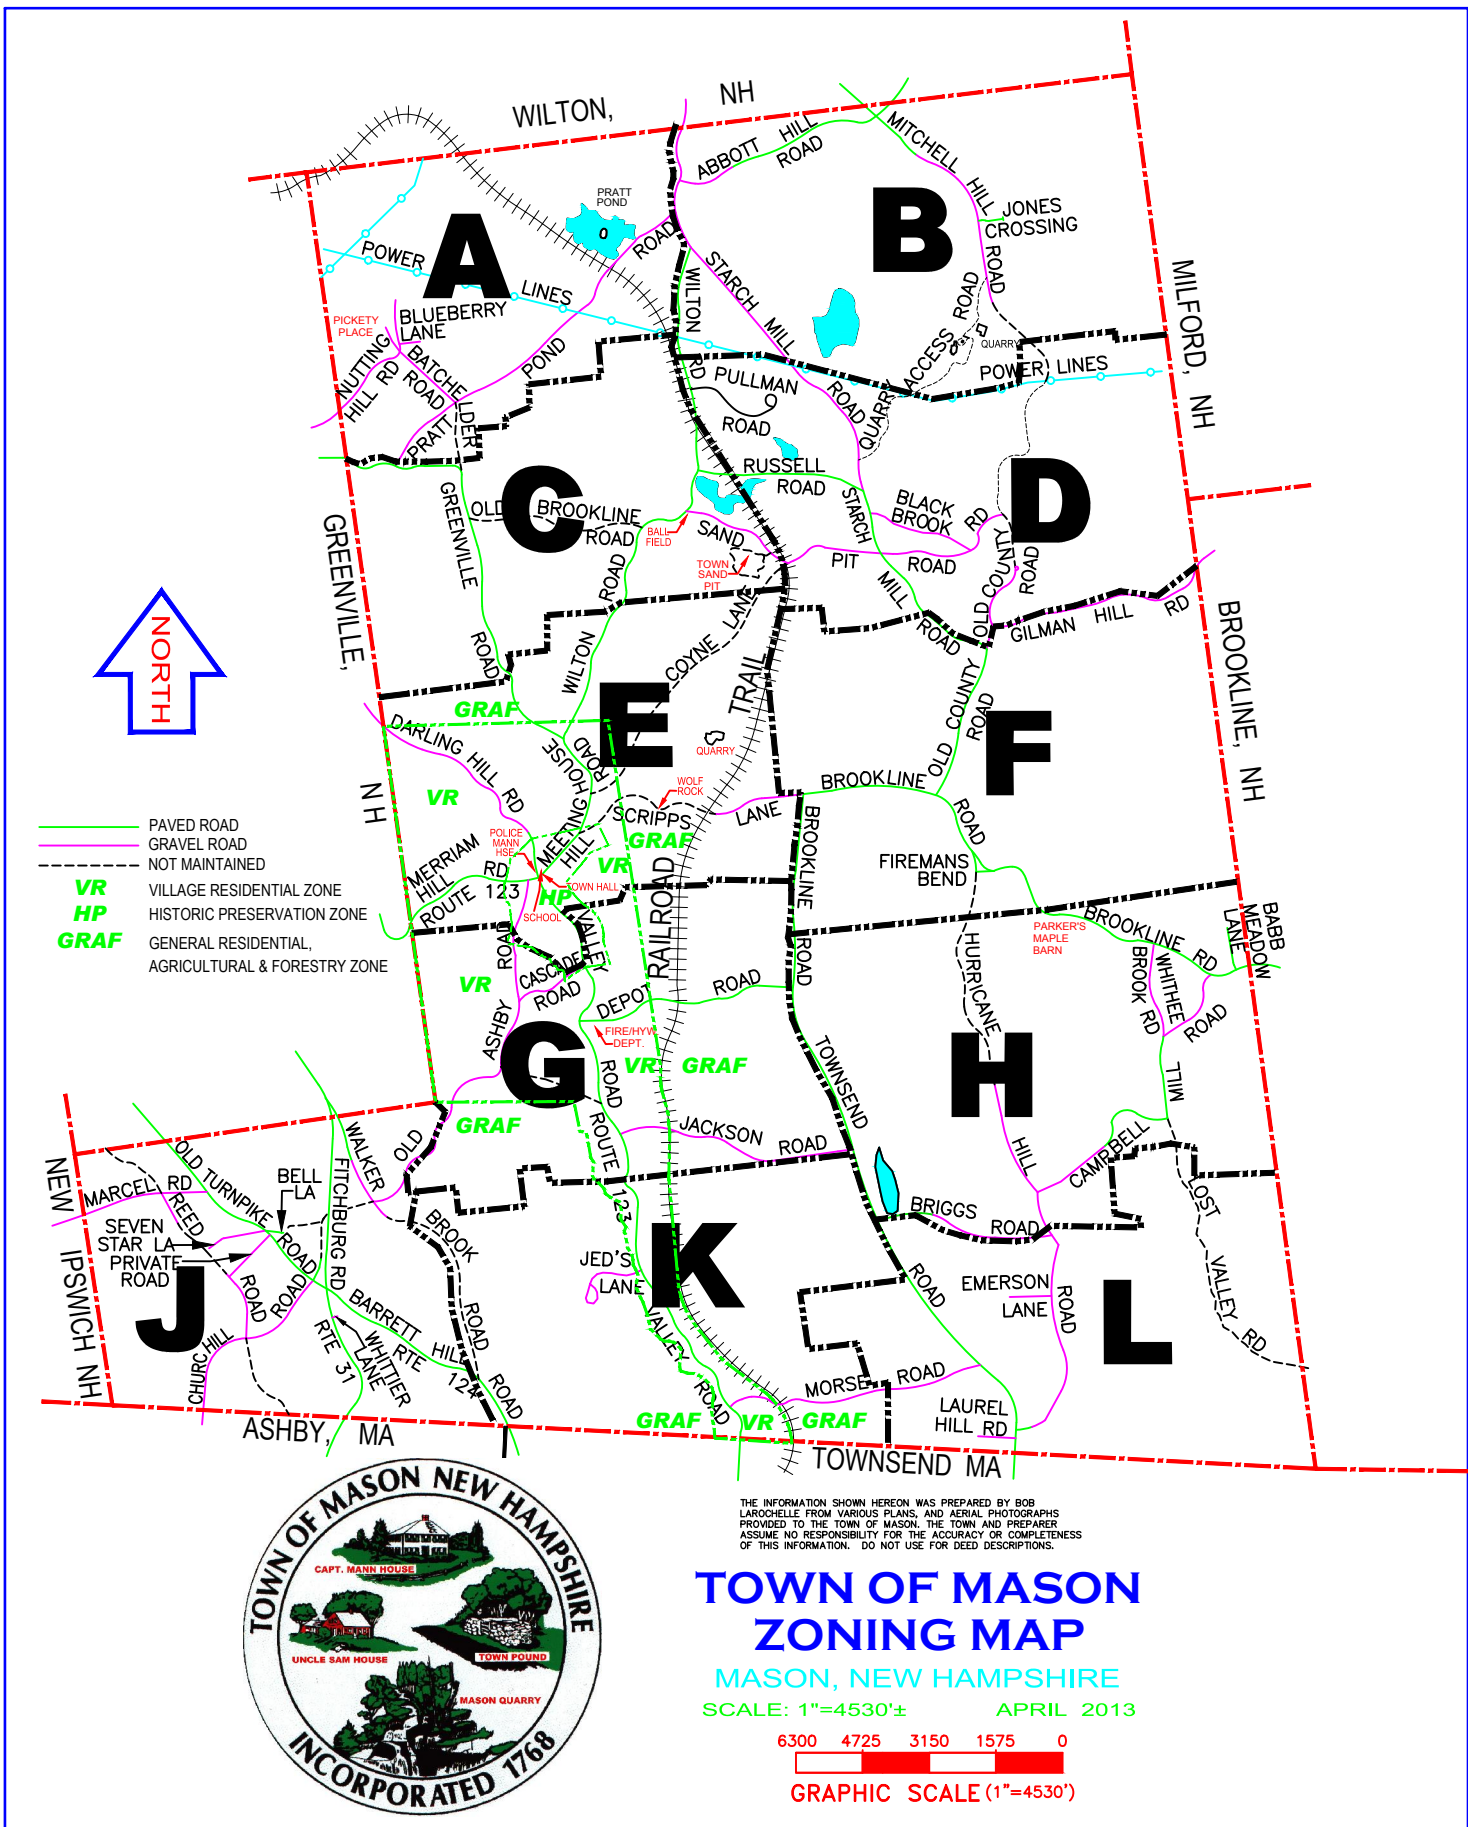 WILTON, NH
ABBOTT HILL ROAD
MITCHELL HILL ROAD
JONES
CROSSING
PRATT
POND
0
A
B
POWER LINES
STARCH MILL ROAD
WILTON RD
PICKETY
PLACE
BLUEBERRY
LANE
NUTTING
HILL RD
BATCHELDER
ROAD
PRATT POND ROAD
QUARRY ACCESS ROAD
QUARRY
POWER LINES
MILFORD, NH
PULLMAN
ROAD
RUSSELL
ROAD
C
D
OLD BROOKLINE
ROAD
BALL
FIELD
SAND PIT ROAD
TOWN
SAND
PIT
BLACK
BROOK RD
STARCH MILL ROAD
OLD COUNTY
ROAD
GILMAN HILL RD
GREENVILLE ROAD
GREENVILLE, NH
NORTH
WILTON ROAD
COYNE LANE
E
F
GRAF
DARLING HILL RD
MEETING HOUSE
ROAD
HILL
VR
QUARRY
RAILROAD TRAIL
WOLF
ROCK
SCRIPPS LANE
GRAF
VR
OLD COUNTY
ROAD
BROOKLINE ROAD
BROOKLINE, NH
PAVED ROAD
GRAVEL ROAD
NOT MAINTAINED
VR VILLAGE RESIDENTIAL ZONE
HP HISTORIC PRESERVATION ZONE
GRAF GENERAL RESIDENTIAL,
AGRICULTURAL & FORESTRY ZONE
POLICE
MANN
HSE
MERRIAM
HILL RD
ROUTE 123
TOWN HALL
HP
SCHOOL
VALLEY
CASCADE
ROAD
VR
ASHBY ROAD
OLD
BROOKLINE ROAD
FIREMANS
BEND
PARKER'S
MAPLE
BARN
BROOKLINE RD
BABB
MEADOW
LANE
WHITHEE
BROOK RD
ROAD
MILL
DEPOT ROAD
FIRE/HYW.
DEPT.
G
VR
GRAF
H
HURRICANE HILL
TOWNSEND ROAD
ROAD
ROUTE 123
GRAF
JACKSON ROAD
CAMPBELL
LOST VALLEY RD
BRIGGS ROAD
NEW IPSWICH NH
MARCEL RD
OLD TURNPIKE ROAD
REED ROAD
BELL
LA
SEVEN
STAR LA
PRIVATE
ROAD
FITCHBURG RD
WALKER
BROOK ROAD
J
CHURCHILL ROAD
BARRETT HILL ROAD
RTE 124
RTE 31
WHITTIER
LANE
K
JED'S
LANE
VALLEY ROAD
EMERSON
LANE
ROAD
L
MORSE ROAD
LAUREL
HILL RD
GRAF
VR
GRAF
ASHBY, MA
TOWNSEND MA
TOWN OF MASON NEW HAMPSHIRE
CAPT. MANN HOUSE
UNCLE SAM HOUSE
TOWN POUND
MASON QUARRY
INCORPORATED 1768
THE INFORMATION SHOWN HEREON WAS PREPARED BY BOB
LAROCHELLE FROM VARIOUS PLANS, AND AERIAL PHOTOGRAPHS
PROVIDED TO THE TOWN OF MASON. THE TOWN AND PREPARER
ASSUME NO RESPONSIBILITY FOR THE ACCURACY OR COMPLETENESS
OF THIS INFORMATION. DO NOT USE FOR DEED DESCRIPTIONS.
TOWN OF MASON
ZONING MAP
MASON, NEW HAMPSHIRE
SCALE: 1"=4530'± APRIL 2013
6300 4725 3150 1575 0
GRAPHIC SCALE (1"=4530')